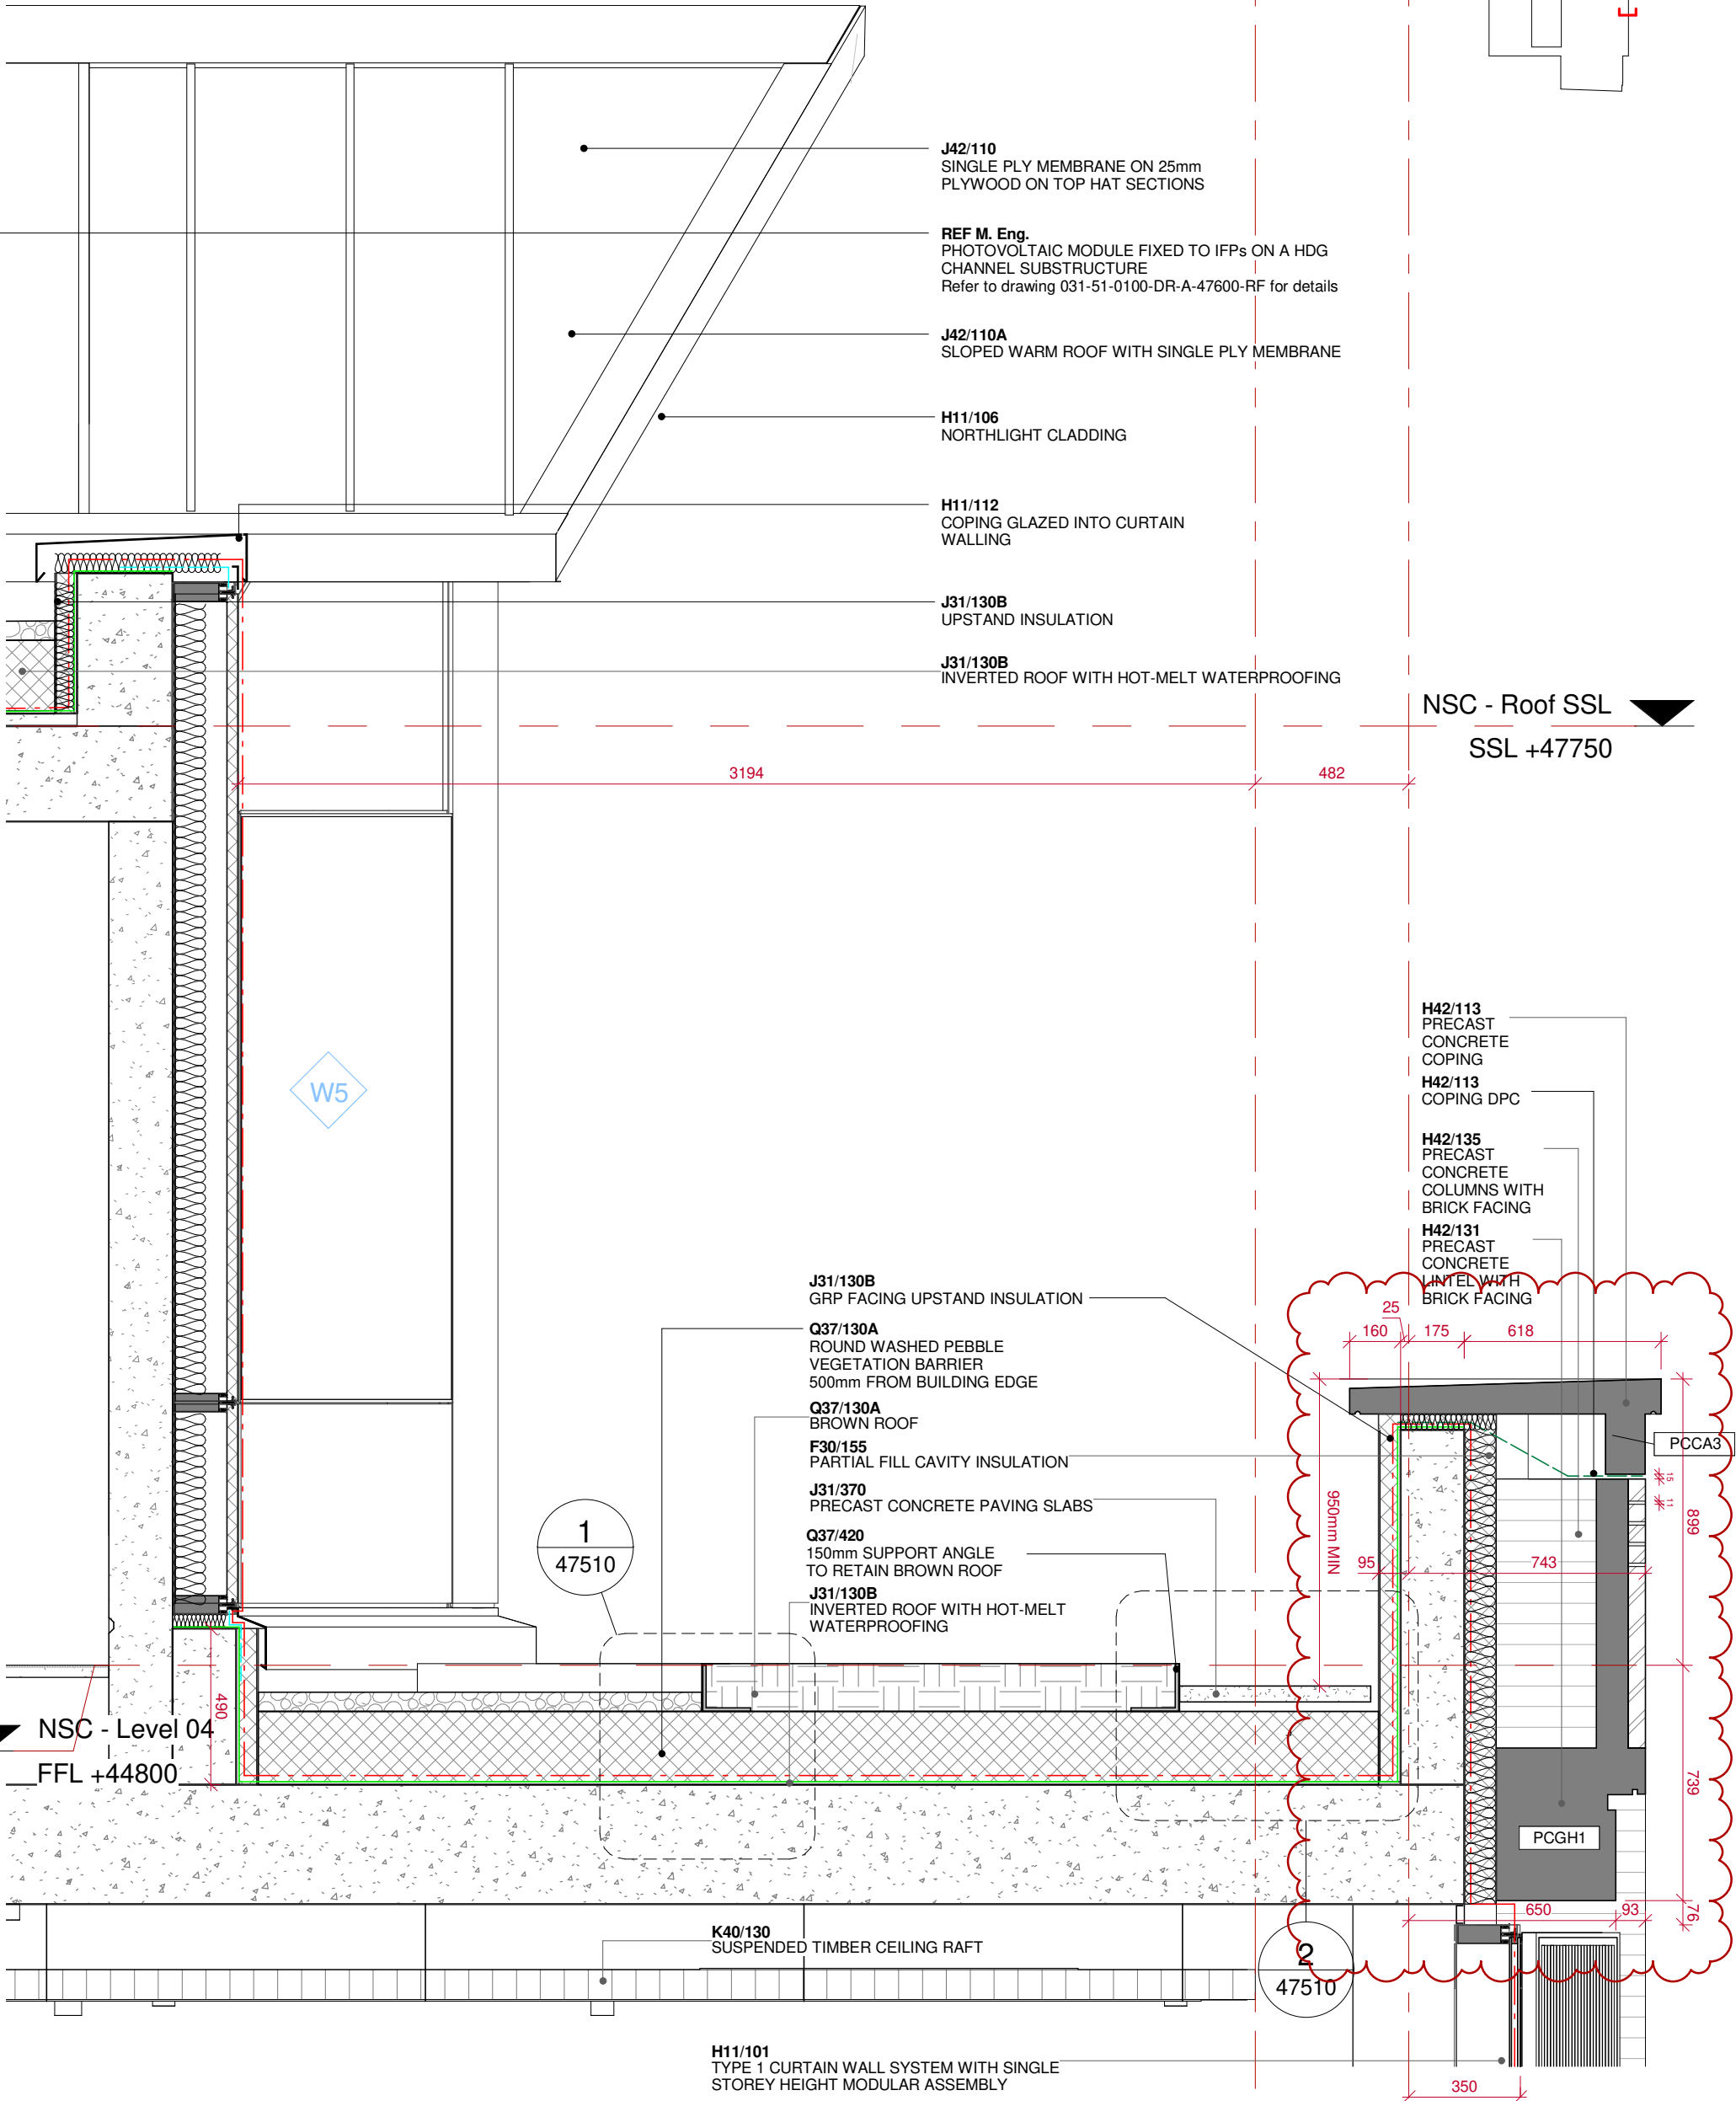 J42/110
SINGLE PLY MEMBRANE ON 25mm
PLYWOOD ON TOP HAT SECTIONS
REF M. Eng.
PHOTOVOLTAIC MODULE FIXED TO IFPs ON A HDG
CHANNEL SUBSTRUCTURE
Refer to drawing 031-51-0100-DR-A-47600-RF for details
J42/110A
SLOPED WARM ROOF WITH SINGLE PLY MEMBRANE
H11/106
NORTHLIGHT CLADDING
H11/112
COPING GLAZED INTO CURTAIN
WALLING
J31/130B
UPSTAND INSULATION
J31/130B
INVERTED ROOF WITH HOT-MELT WATERPROOFING
NSC - Roof SSL
SSL +47750
3194
482
H42/113
PRECAST
CONCRETE
COPING
H42/113
COPING DPC
H42/135
PRECAST
CONCRETE
COLUMNS WITH
BRICK FACING
H42/131
PRECAST
CONCRETE
LINTEL WITH
BRICK FACING
W5
J31/130B
GRP FACING UPSTAND INSULATION
Q37/130A
ROUND WASHED PEBBLE
VEGETATION BARRIER
500mm FROM BUILDING EDGE
Q37/130A
BROWN ROOF
F30/155
PARTIAL FILL CAVITY INSULATION
J31/370
PRECAST CONCRETE PAVING SLABS
Q37/420
150mm SUPPORT ANGLE
TO RETAIN BROWN ROOF
J31/130B
INVERTED ROOF WITH HOT-MELT
WATERPROOFING
25
160
175
618
PCCA3
15
11
899
950mm MIN
95
743
1
47510
490
NSC - Level 04
FFL +44800
739
PCGH1
650
93
76
K40/130
SUSPENDED TIMBER CEILING RAFT
2
47510
H11/101
TYPE 1 CURTAIN WALL SYSTEM WITH SINGLE
STOREY HEIGHT MODULAR ASSEMBLY
350